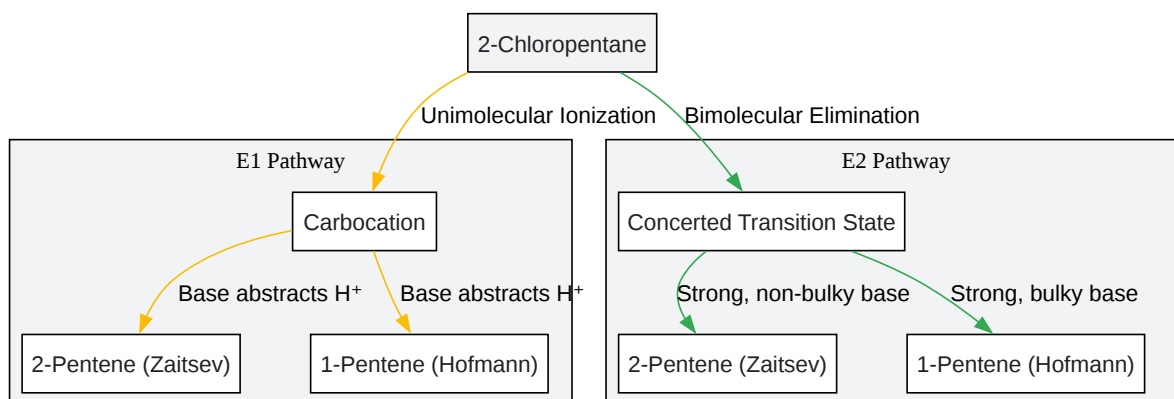 2-Chloropentane
Unimolecular Ionization
Bimolecular Elimination
E1 Pathway
E2 Pathway
Carbocation
Concerted Transition State
Base abstracts H⁺
Base abstracts H⁺
Strong, non-bulky base
Strong, bulky base
2-Pentene (Zaitsev)
1-Pentene (Hofmann)
2-Pentene (Zaitsev)
1-Pentene (Hofmann)